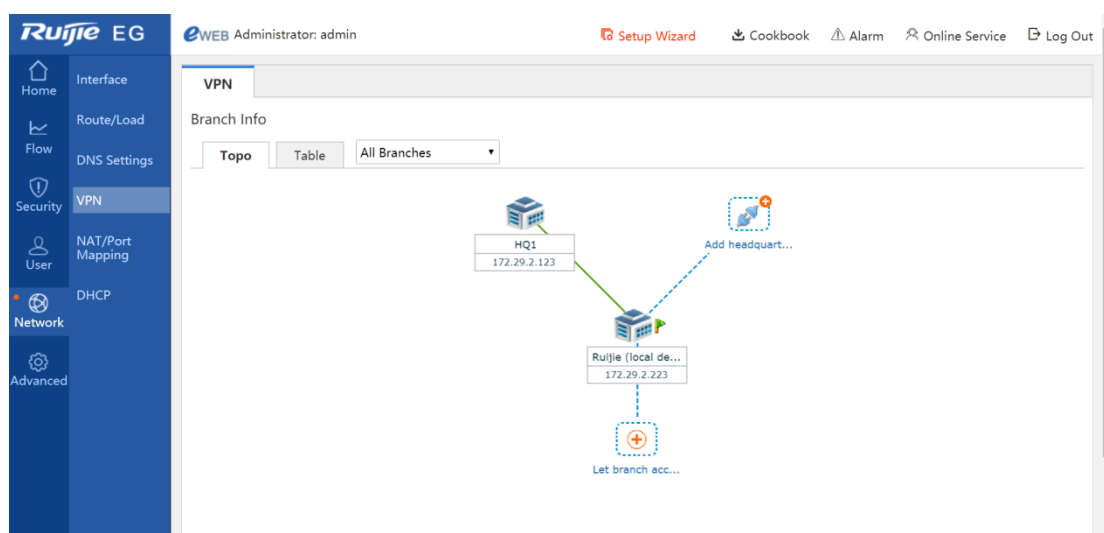 Ruijie EG
eWEB Administrator: admin
Setup Wizard
Cookbook
Alarm
Online Service
Log Out
Home
Flow
Security
User
Network
Advanced
Interface
Route/Load
DNS Settings
VPN
NAT/Port
Mapping
DHCP
VPN
Branch Info
Topo
Table
All Branches
HQ1
172.29.2.123
Add headquart...
Ruijie (local de...
172.29.2.223
Let branch acc...